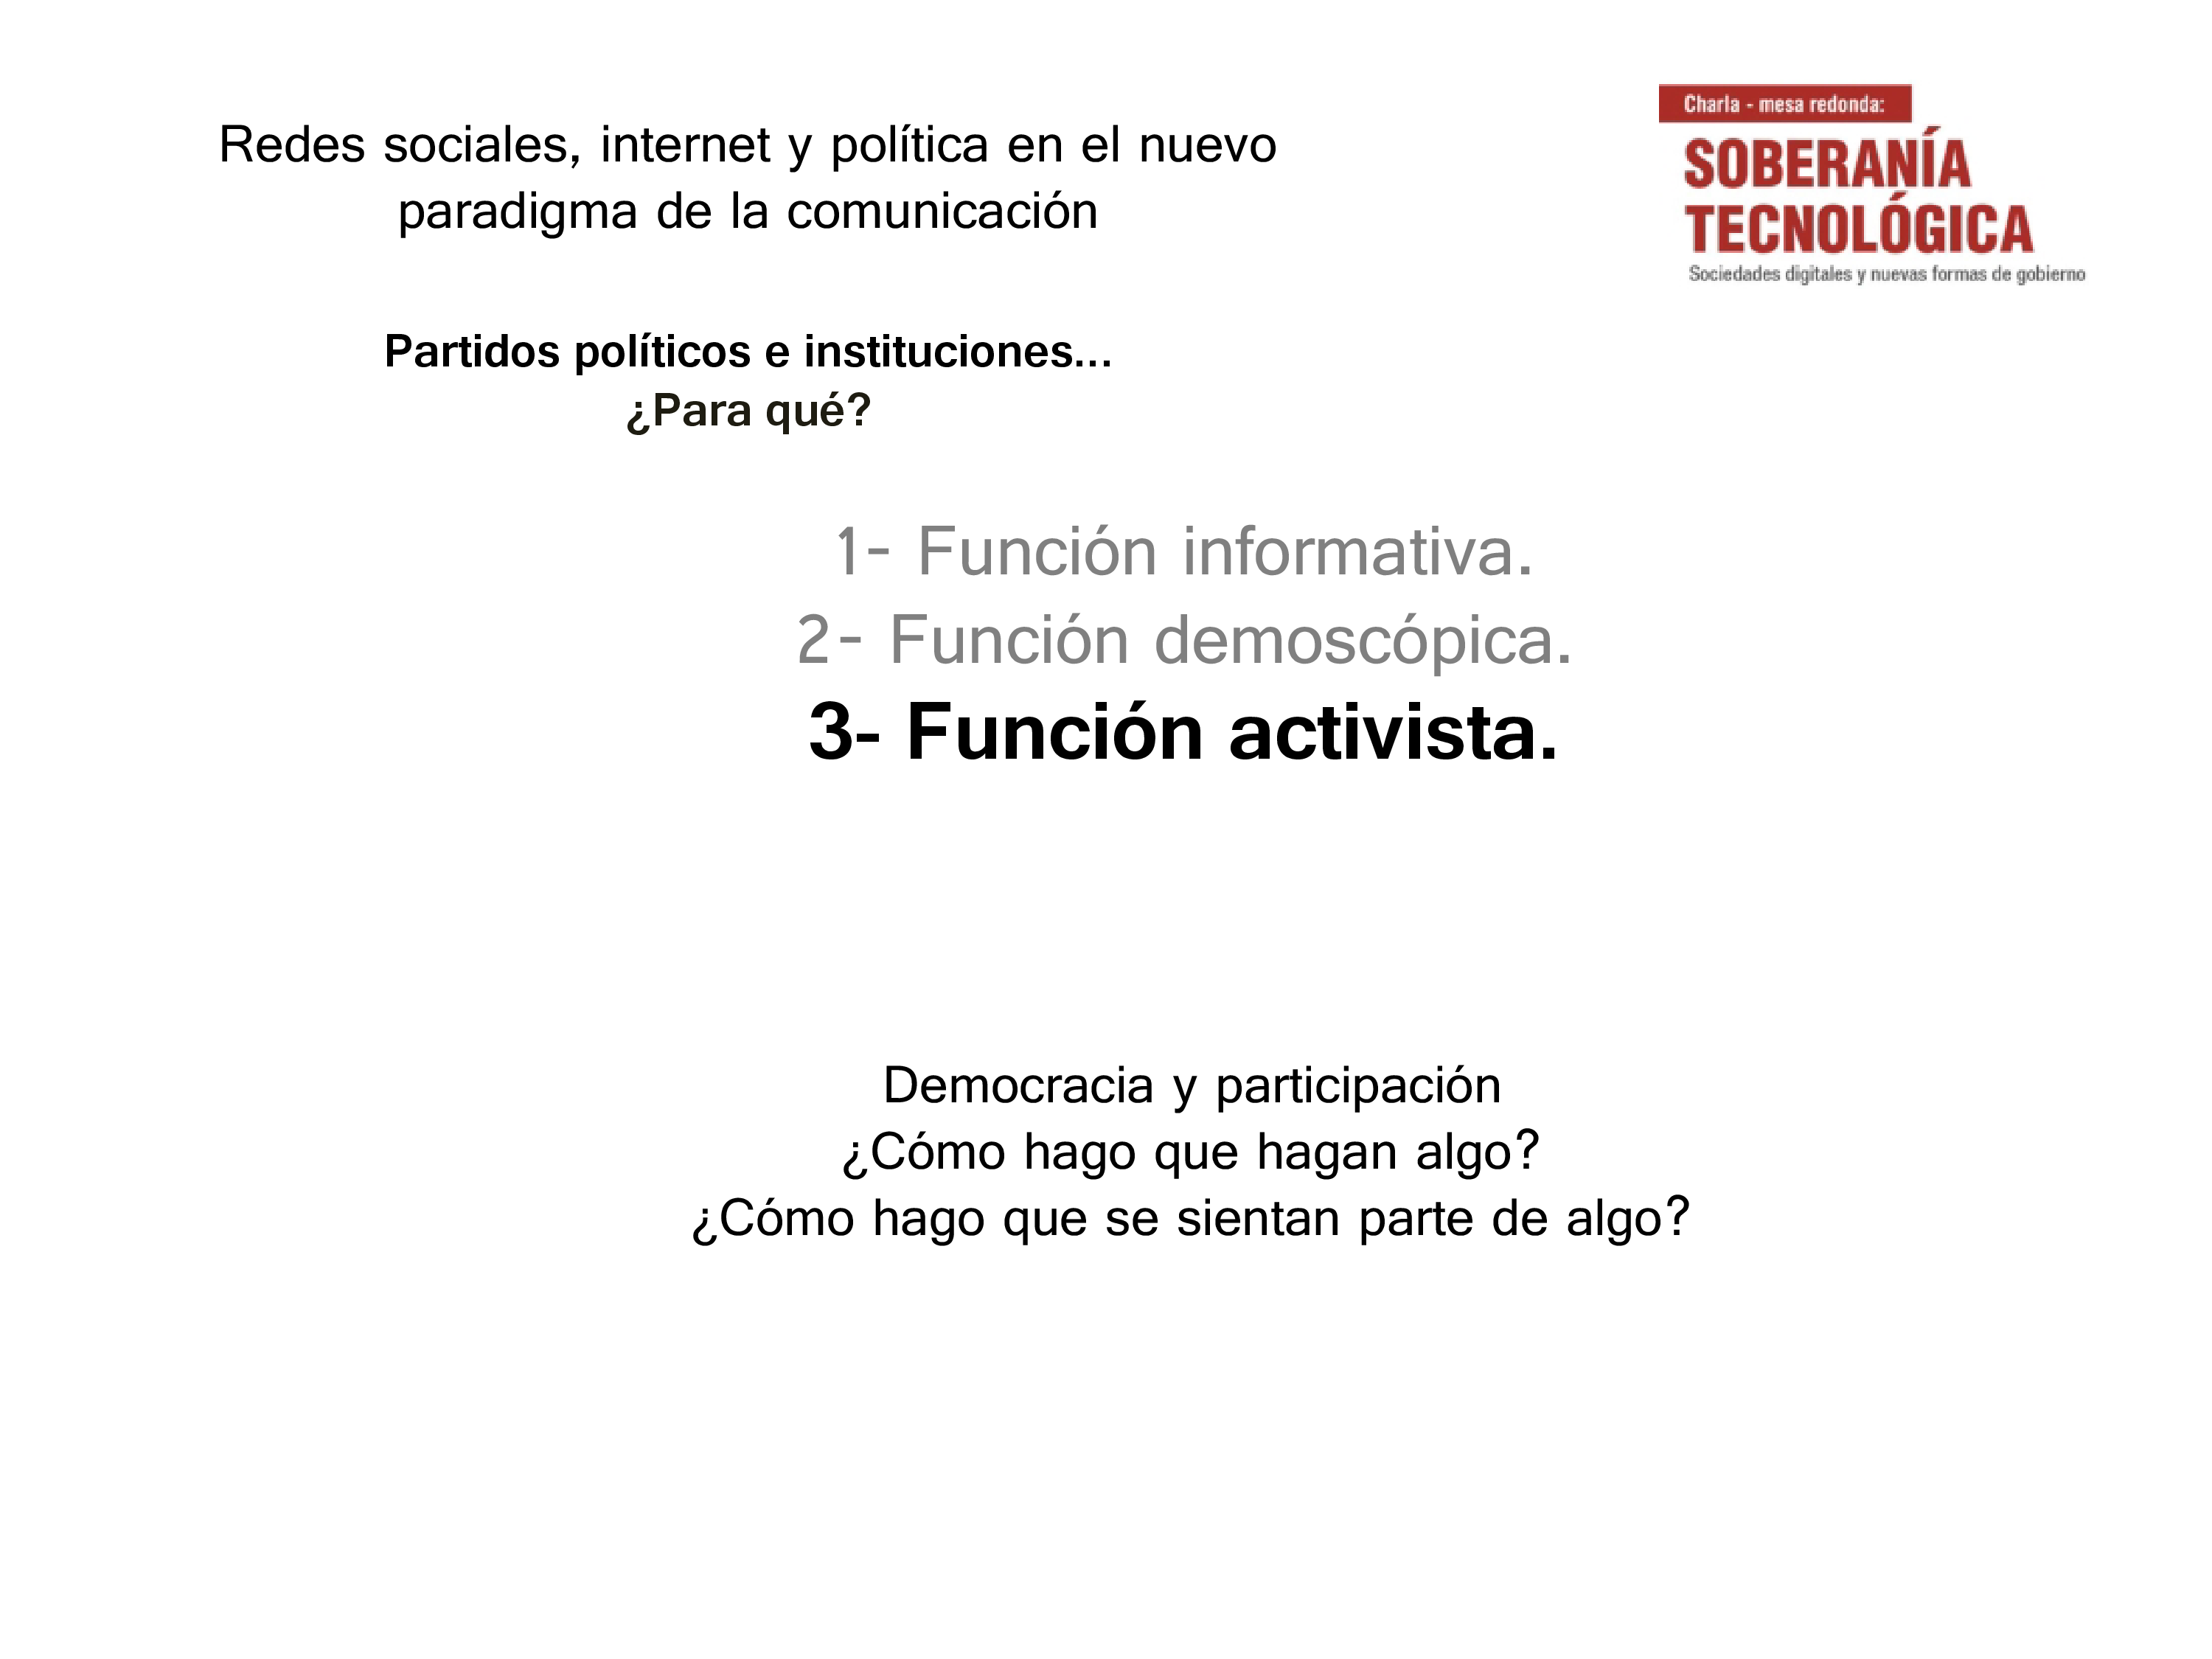 Redes sociales, internet y política en el nuevo
paradigma de la comunicación
Charla - mesa redonda:
SOBERANÍA
TECNOLÓGICA
Sociedades digitales y nuevas formas de gobierno
Partidos políticos e instituciones...
¿Para qué?
1- Función informativa.
2- Función demoscópica.
3- Función activista.
Democracia y participación
¿Cómo hago que hagan algo?
¿Cómo hago que se sientan parte de algo?